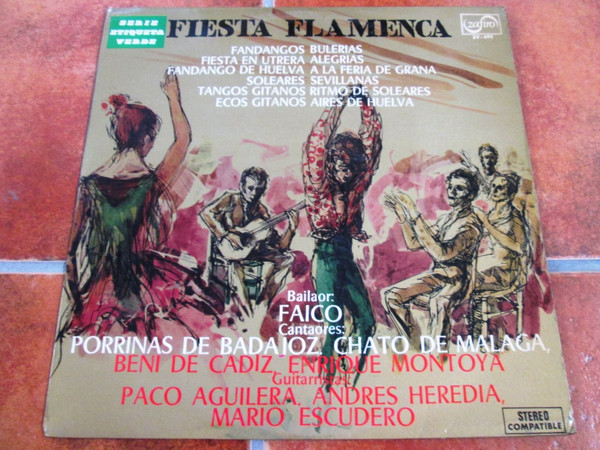 SERIE
ETIQUETA
VERDE
FIESTA FLAMENCA
zafiro
FANDANGOS BULERIAS
FIESTA EN UTRERA ALEGRIAS
FANDANGO DE HUELVA A LA FERIA DE GRANA
SOLEARES SEVILLANAS
TANGOS GITANOS RITMO DE SOLEARES
ECOS GITANOS AIRES DE HUELVA
Bailaor:
FAICO
Cantaores:
PORRINAS DE BADAJOZ, CHATO DE MALAGA,
BENI DE CADIZ, ENRIQUE MONTOYA
Guitarristas:
PACO AGUILERA, ANDRES HEREDIA,
MARIO ESCUDERO
STEREO
COMPATIBLE